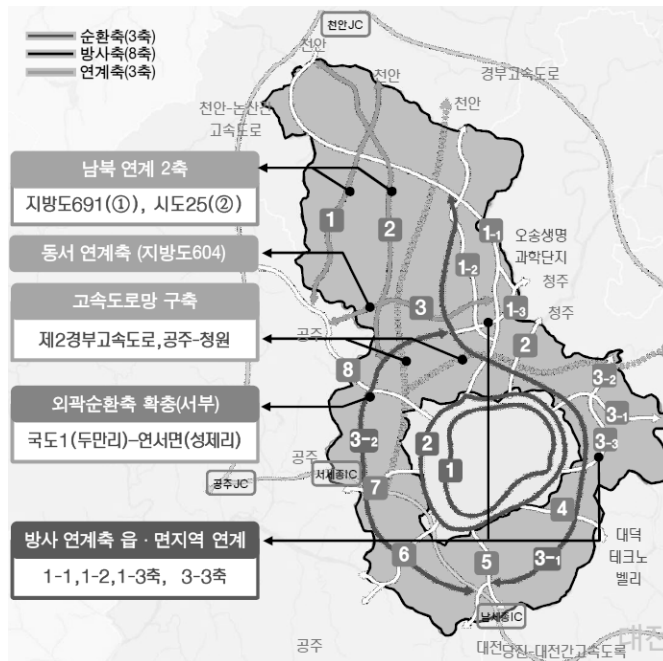 순환축(3축)
방사축(8축)
연계축(3축)
천안JC
천안
천안
천안
경부고속도로
천안-논산간
고속도로
남북 연계 2축
지방도691(①), 시도25(②)
동서 연계축 (지방도604)
고속도로망 구축
제2경부고속도로,공주-청원
외곽순환축 확충(서부)
국도1(두만리)-연서면(성제리)
방사 연계축 읍·면지역 연계
1-1,1-2,1-3축, 3-3축
1
2
1-1
1-2
오송생명
과학단지
청주
1-3
3
청주
공주
2
8
3-2
3-1
3-2
2
3-3
1
공주
서세종IC
공주JC
7
4
대덕
테크노
밸리
6
5
3-1
남세종IC
공주
대전
당진-대전간고속도록
대전